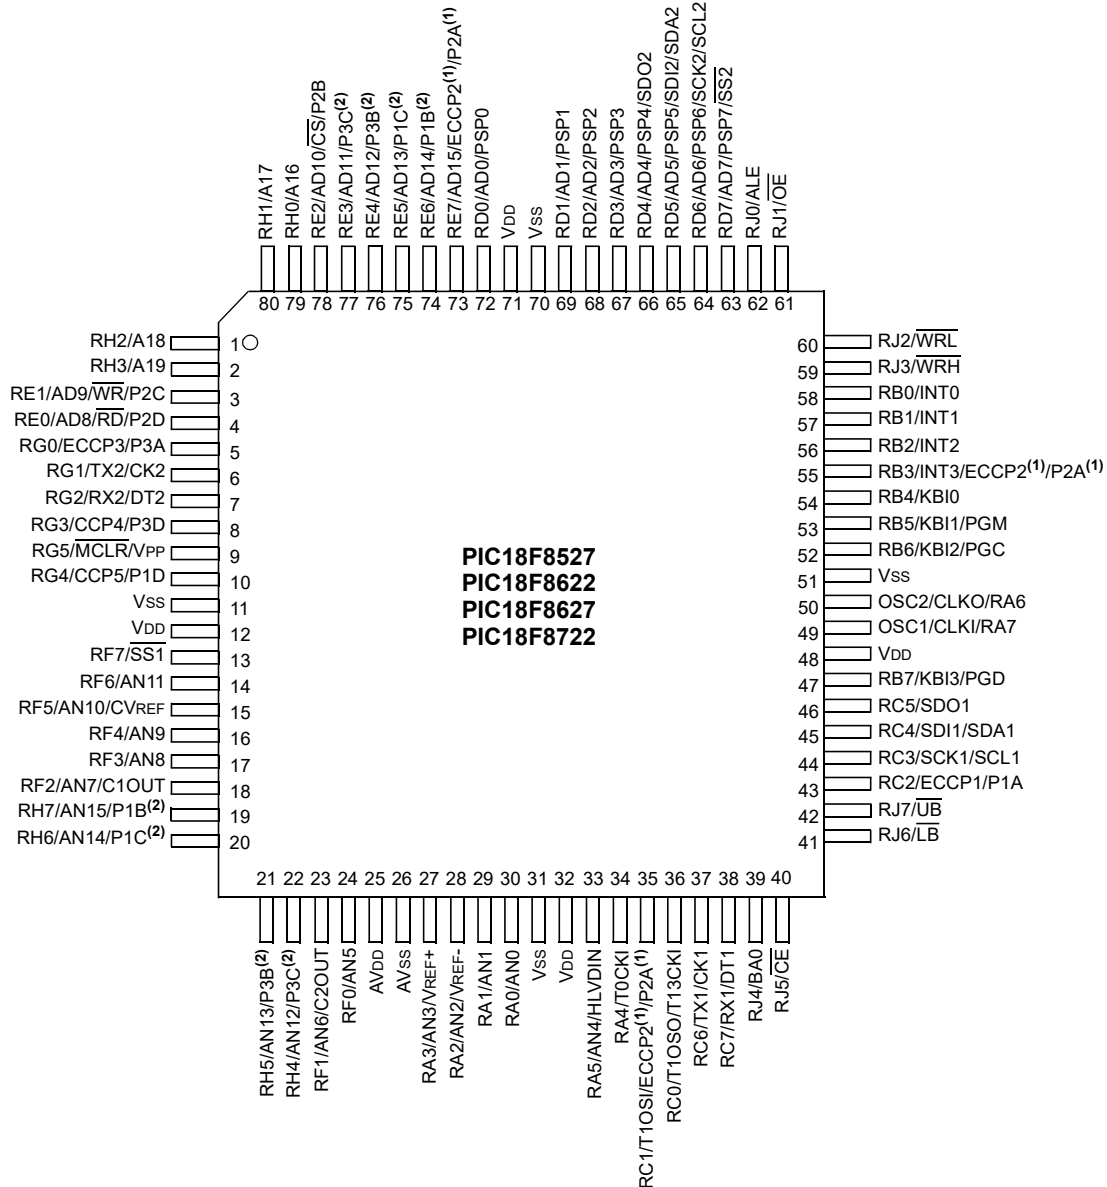 RH1/A17
RH0/A16
RE2/AD10/CS/P2B
RE3/AD11/P3C(2)
RE4/AD12/P3B(2)
RE5/AD13/P1C(2)
RE6/AD14/P1B(2)
RE7/AD15/ECCP2(1)/P2A(1)
RD0/AD0/PSP0
VDD
VSS
RD1/AD1/PSP1
RD2/AD2/PSP2
RD3/AD3/PSP3
RD4/AD4/PSP4/SDO2
RD5/AD5/PSP5/SDI2/SDA2
RD6/AD6/PSP6/SCK2/SCL2
RD7/AD7/PSP7/SS2
RJ0/ALE
RJ1/OE
80 79 78 77 76 75 74 73 72 71 70 69 68 67 66 65 64 63 62 61
RH2/A18 1
RH3/A19 2
RE1/AD9/WR/P2C 3
RE0/AD8/RD/P2D 4
RG0/ECCP3/P3A 5
RG1/TX2/CK2 6
RG2/RX2/DT2 7
RG3/CCP4/P3D 8
RG5/MCLR/VPP 9
RG4/CCP5/P1D 10
VSS 11
VDD 12
RF7/SS1 13
RF6/AN11 14
RF5/AN10/CVREF 15
RF4/AN9 16
RF3/AN8 17
RF2/AN7/C1OUT 18
RH7/AN15/P1B(2) 19
RH6/AN14/P1C(2) 20
PIC18F8527
PIC18F8622
PIC18F8627
PIC18F8722
60 RJ2/WRL
59 RJ3/WRH
58 RB0/INT0
57 RB1/INT1
56 RB2/INT2
55 RB3/INT3/ECCP2(1)/P2A(1)
54 RB4/KBI0
53 RB5/KBI1/PGM
52 RB6/KBI2/PGC
51 VSS
50 OSC2/CLKO/RA6
49 OSC1/CLKI/RA7
48 VDD
47 RB7/KBI3/PGD
46 RC5/SDO1
45 RC4/SDI1/SDA1
44 RC3/SCK1/SCL1
43 RC2/ECCP1/P1A
42 RJ7/UB
41 RJ6/LB
21 22 23 24 25 26 27 28 29 30 31 32 33 34 35 36 37 38 39 40
RH5/AN13/P3B(2)
RH4/AN12/P3C(2)
RF1/AN6/C2OUT
RF0/AN5
AVDD
AVSS
RA3/AN3/VREF+
RA2/AN2/VREF-
RA1/AN1
RA0/AN0
VSS
VDD
RA5/AN4/HLVDIN
RA4/T0CKI
RC1/T1OSI/ECCP2(1)/P2A(1)
RC0/T1OSO/T13CKI
RC6/TX1/CK1
RC7/RX1/DT1
RJ4/BA0
RJ5/CE